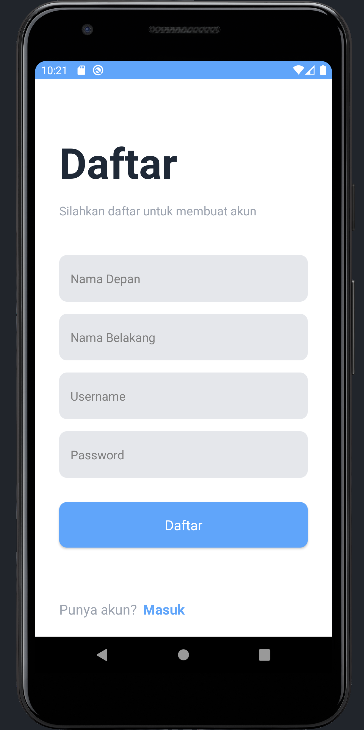 10:21
Daftar
Silahkan daftar untuk membuat akun
Nama Depan
Nama Belakang
Username
Password
Daftar
Punya akun? Masuk